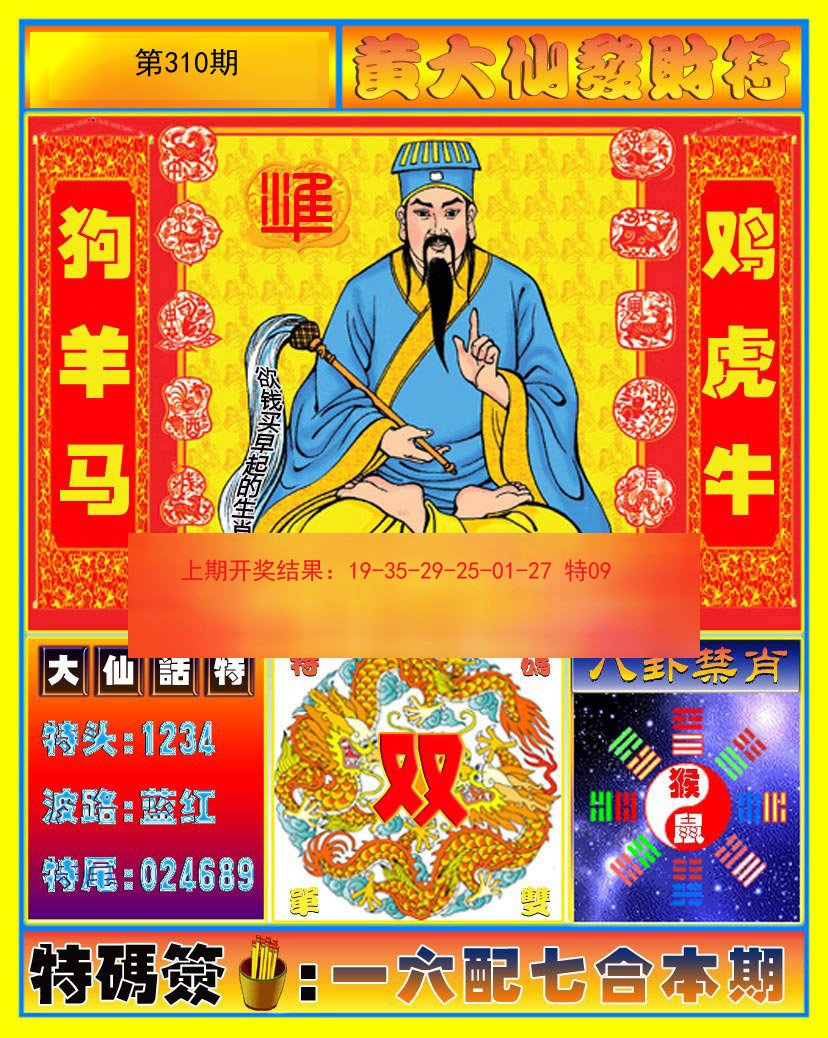 第310期
黄大仙發財符
狗羊马
鸡虎牛
欲钱买早起的生肖
上期开奖结果：19-35-29-25-01-27 特09
大仙話特
特头:1234
波路:蓝红
特尾:024689
特碼
双
單雙
八卦禁肖
猴
鼠
特碼簽:一六配七合本期